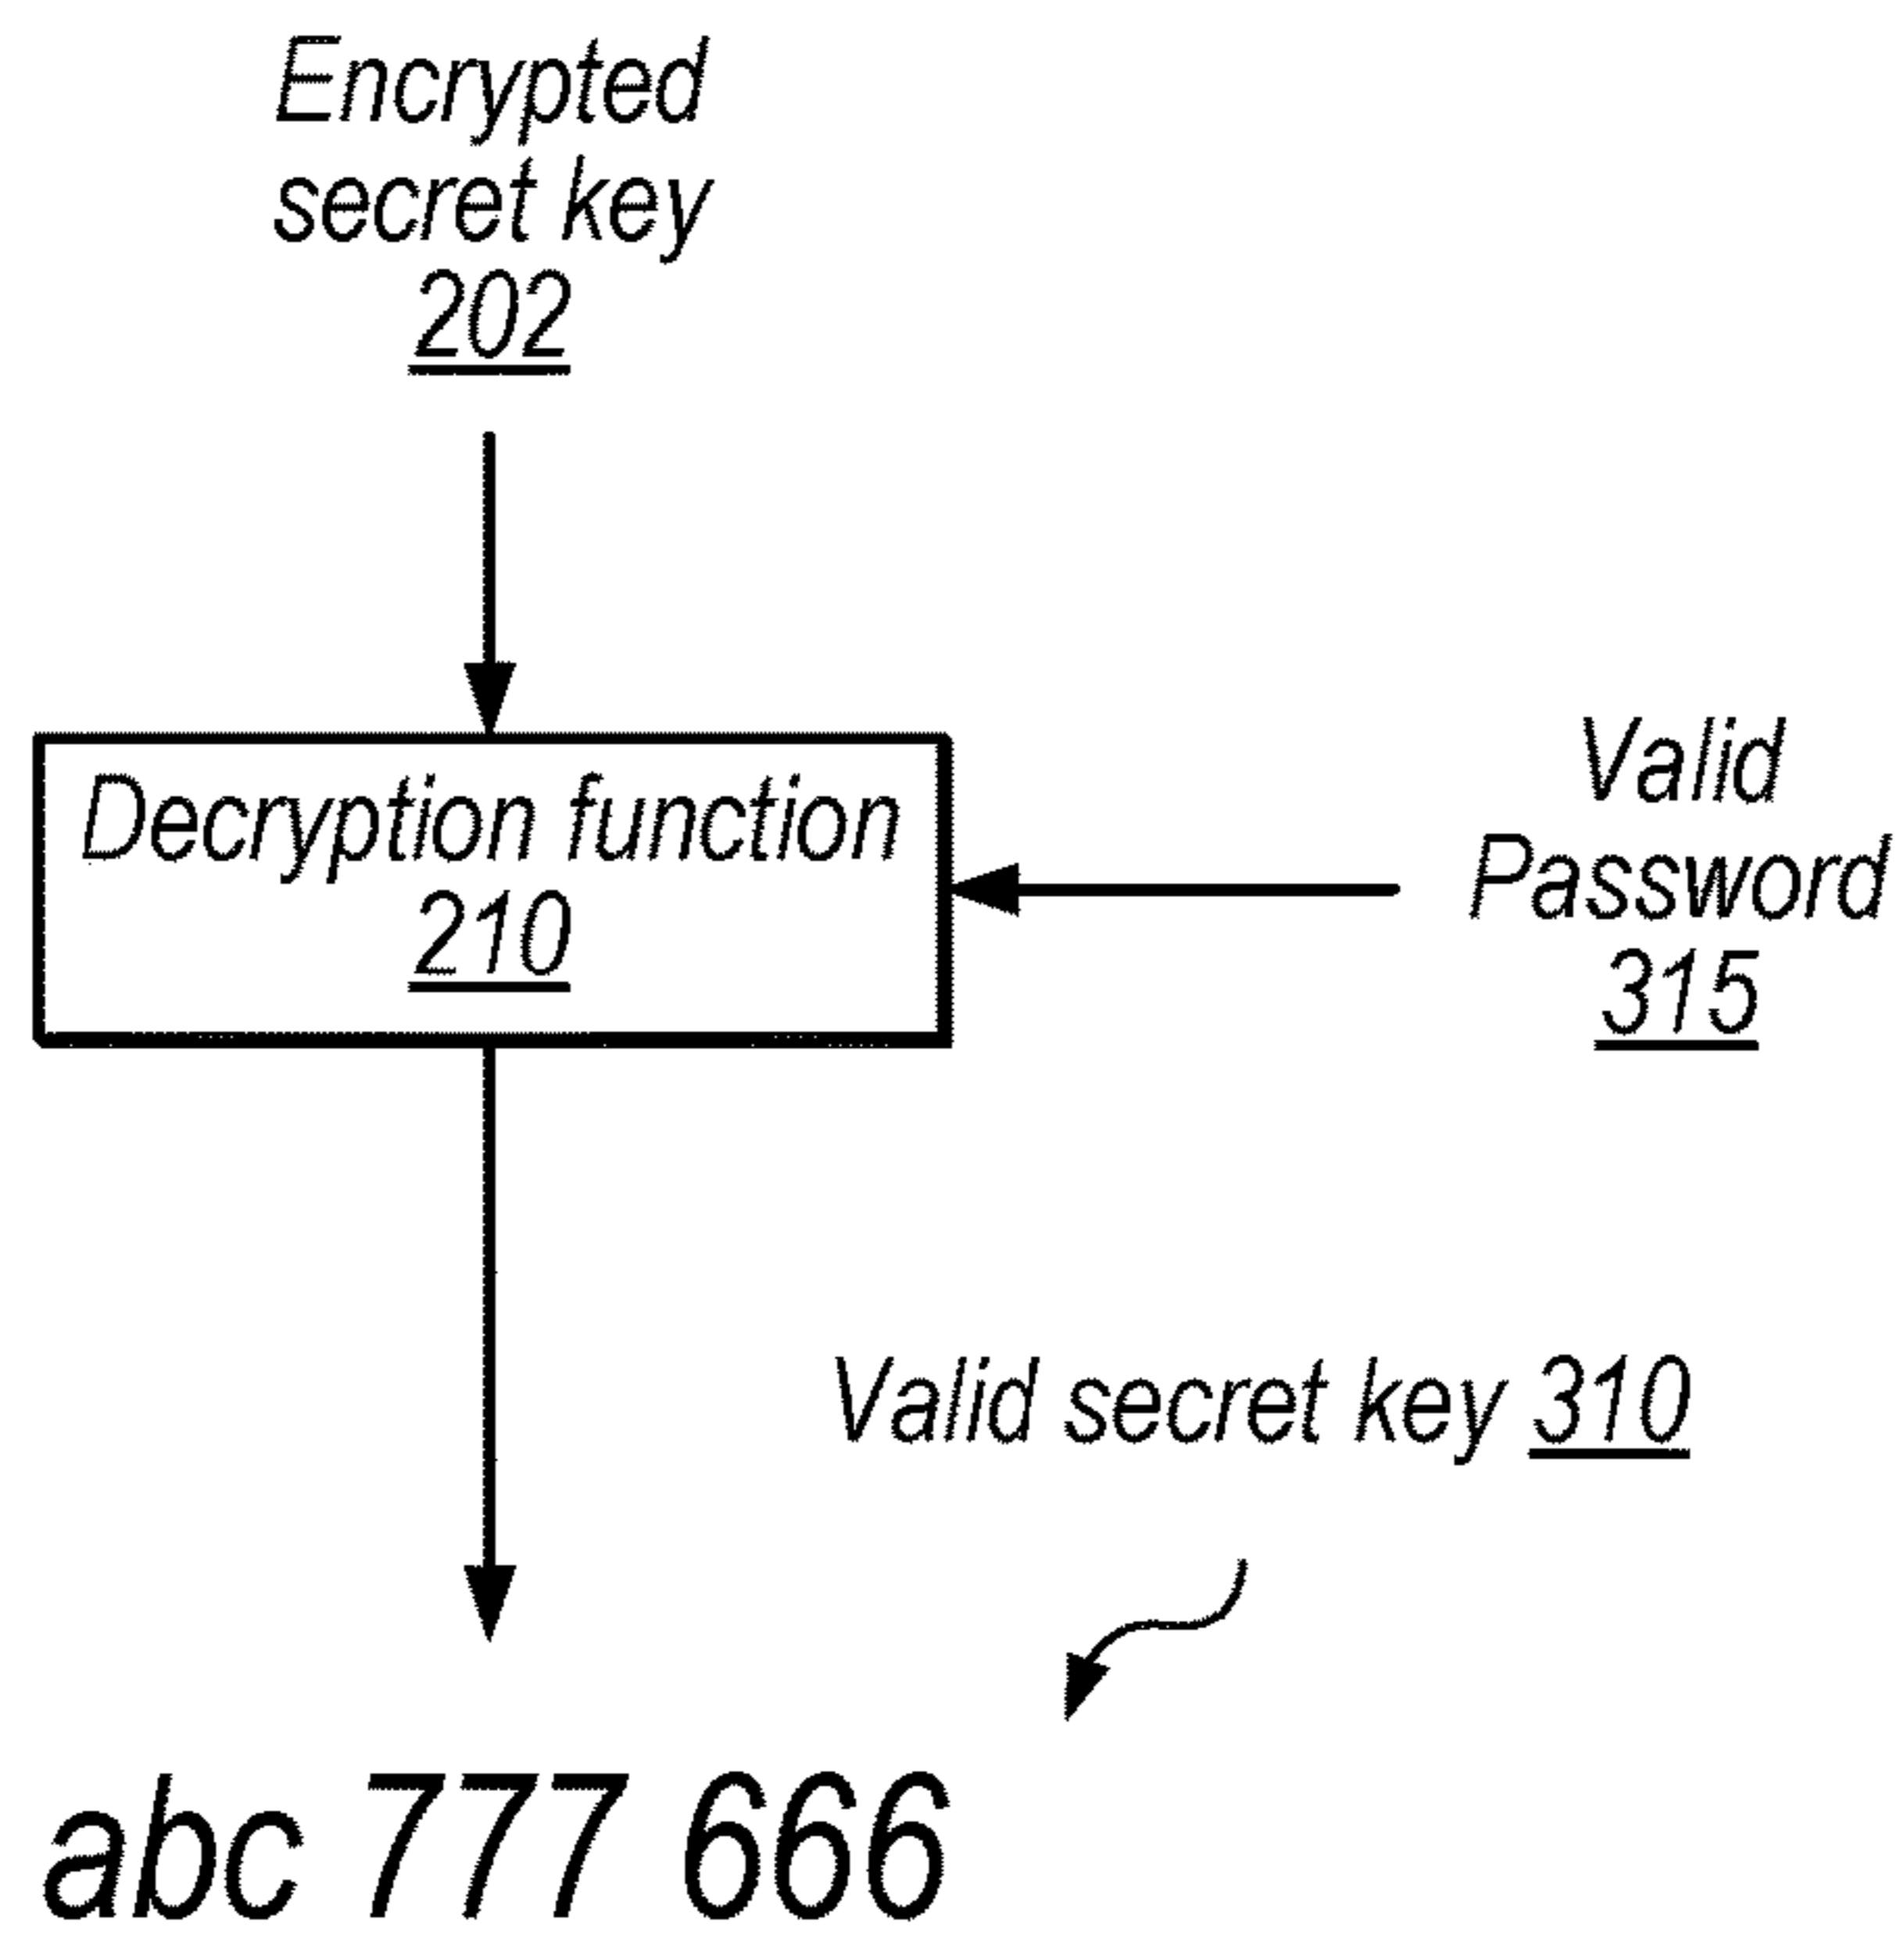 Encrypted
secret key
202
Decryption function
210
Valid
Password
315
Valid secret key 310
abc 777 666